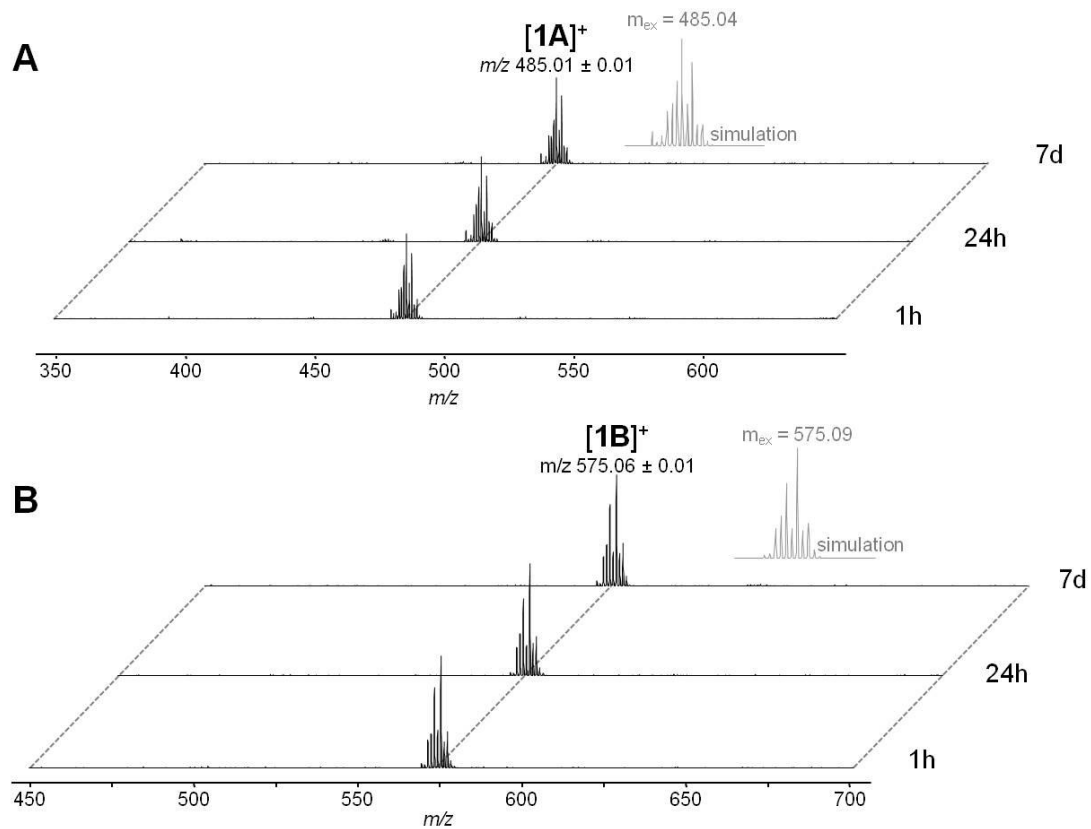 A
[1A]⁺
m/z 485.01 ± 0.01
mₑₓ = 485.04
simulation
7d
24h
1h
350 400 450 500 550 600
m/z
B
[1B]⁺
m/z 575.06 ± 0.01
mₑₓ = 575.09
simulation
7d
24h
1h
450 500 550 600 650 700
m/z